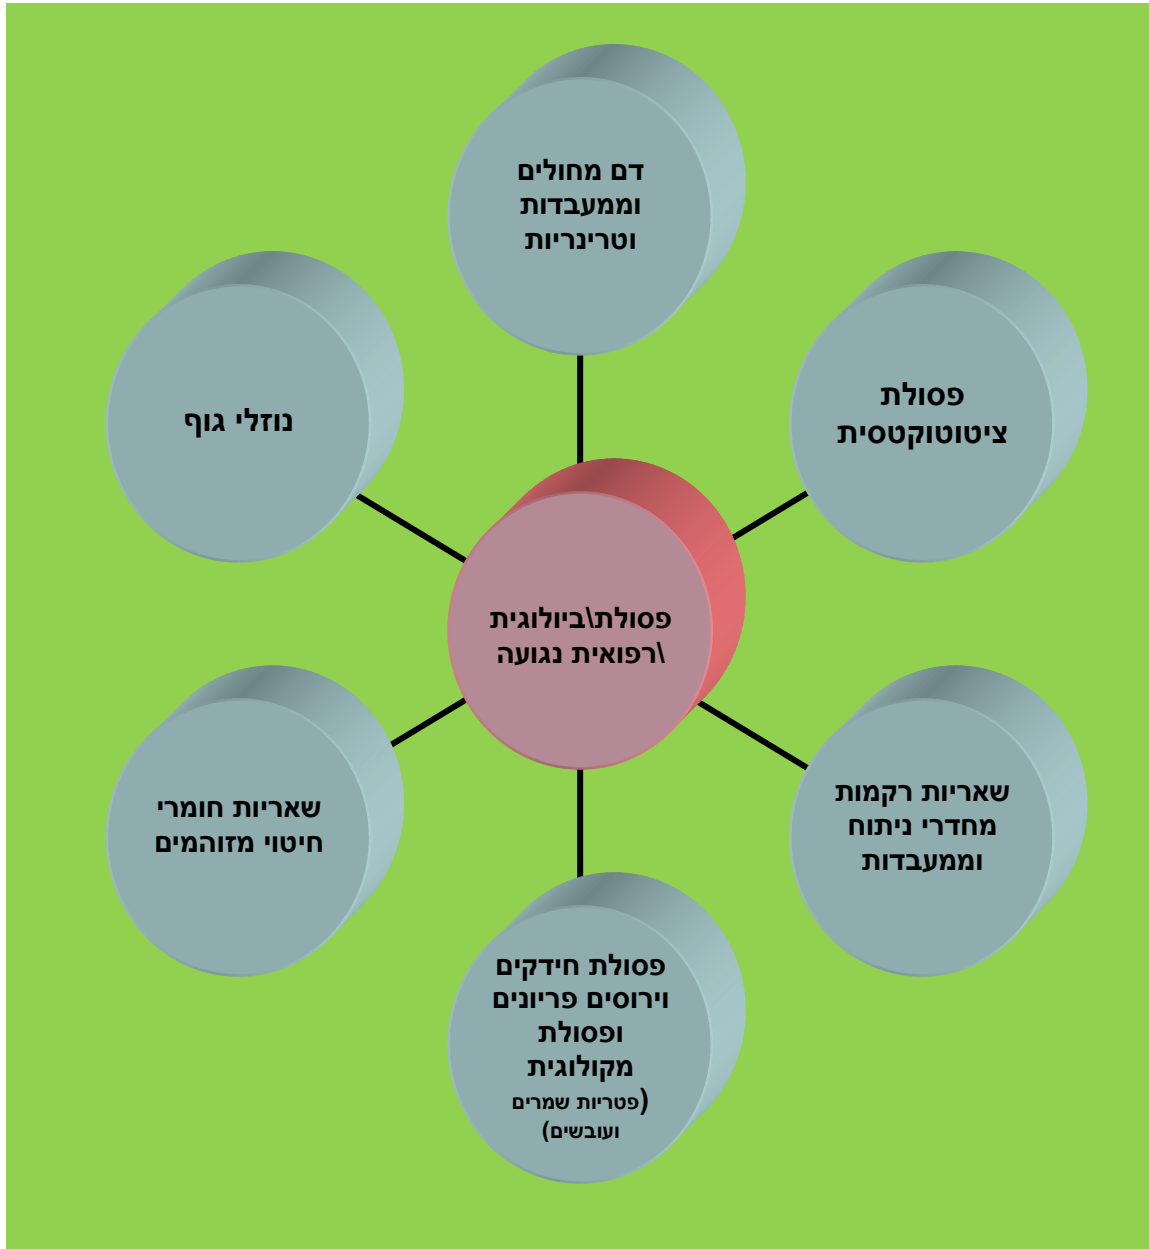 דם מחולים
וממעבדות
וטרינריות
פסולת
ציטוטוקטסית
נוזלי גוף
פסולת\ביולוגית
\רפואית נגועה
שאריות רקמות
מחדרי ניתוח
וממעבדות
שאריות חומרי
חיטוי מזוהמים
פסולת חידקים
וירוסים פריונים
ופסולת
מקולוגית
(פטריות שמרים
ועובשים)